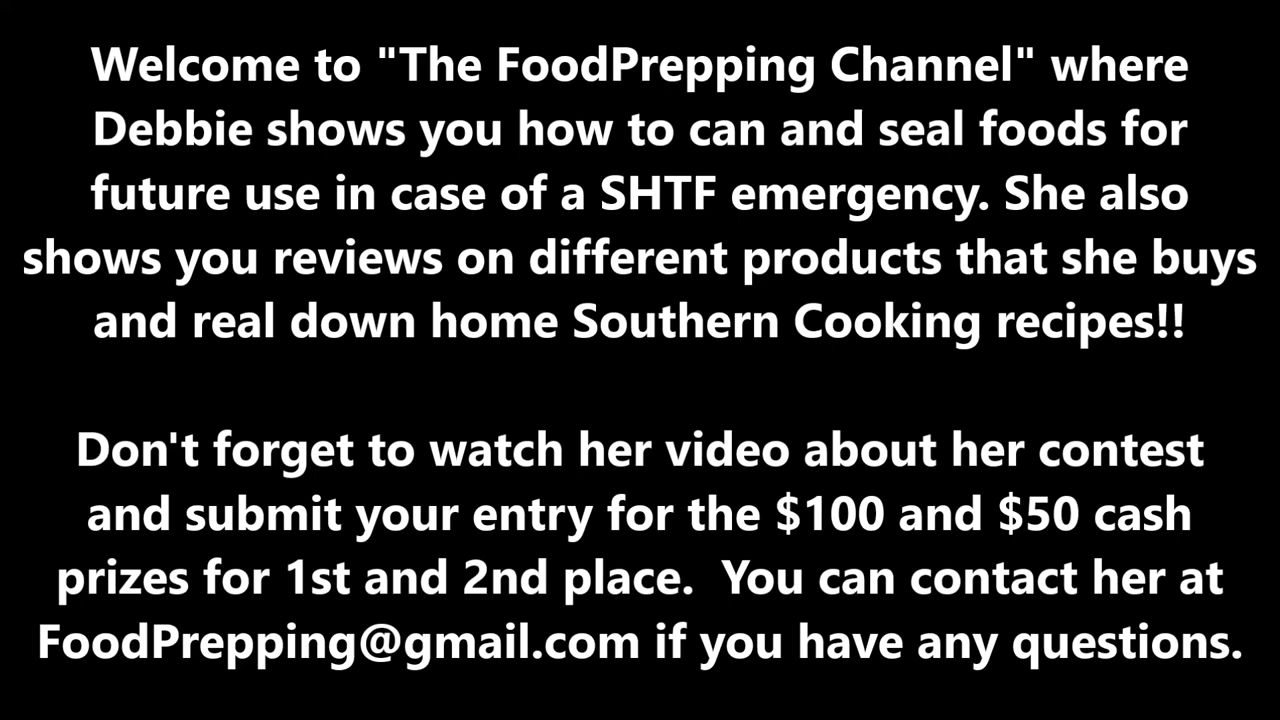 Welcome to "The FoodPrepping Channel" where
Debbie shows you how to can and seal foods for
future use in case of a SHTF emergency. She also
shows you reviews on different products that she buys
and real down home Southern Cooking recipes!!
Don't forget to watch her video about her contest
and submit your entry for the $100 and $50 cash
prizes for 1st and 2nd place.  You can contact her at
FoodPrepping@gmail.com if you have any questions.